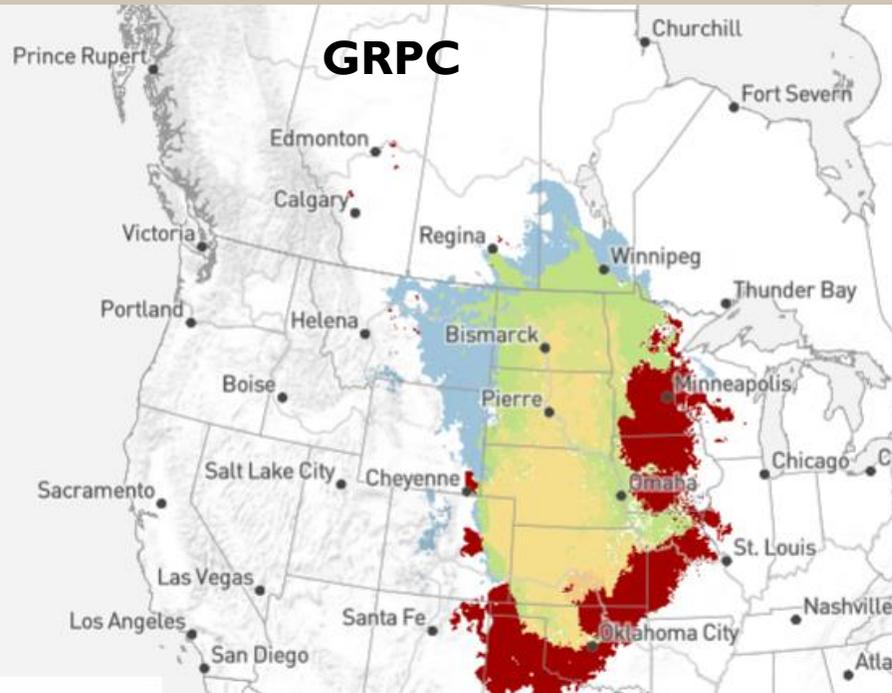 Churchill
GRPC
Prince Rupert
Fort Severn
Edmonton
Calgary
Victoria
Regina
Winnipeg
Thunder Bay
Portland
Helena
Bismarck
Boise
Pierre
Minneapolis
Salt Lake City
Cheyenne
Omaha
Chicago
C
Sacramento
St. Louis
Las Vegas
Los Angeles
Santa Fe
Oklahoma City
Nashville
San Diego
Atla